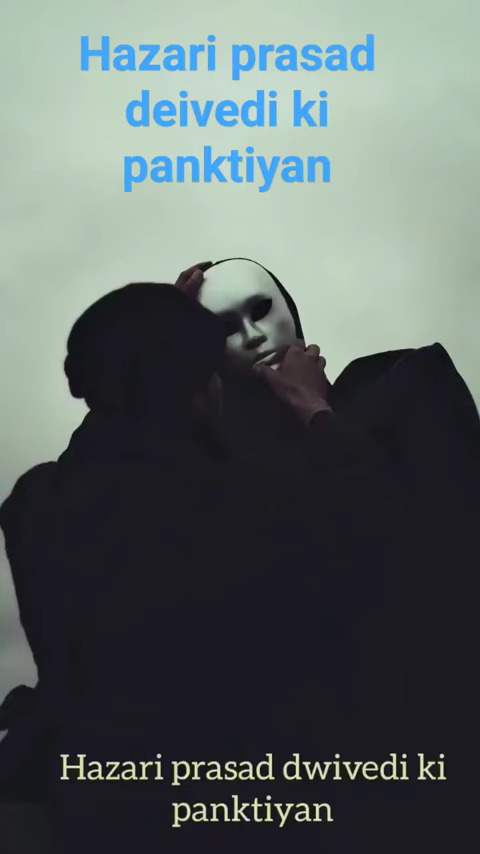 Hazari prasad
deivedi ki
panktiyan
Hazari prasad dwivedi ki
panktiyan